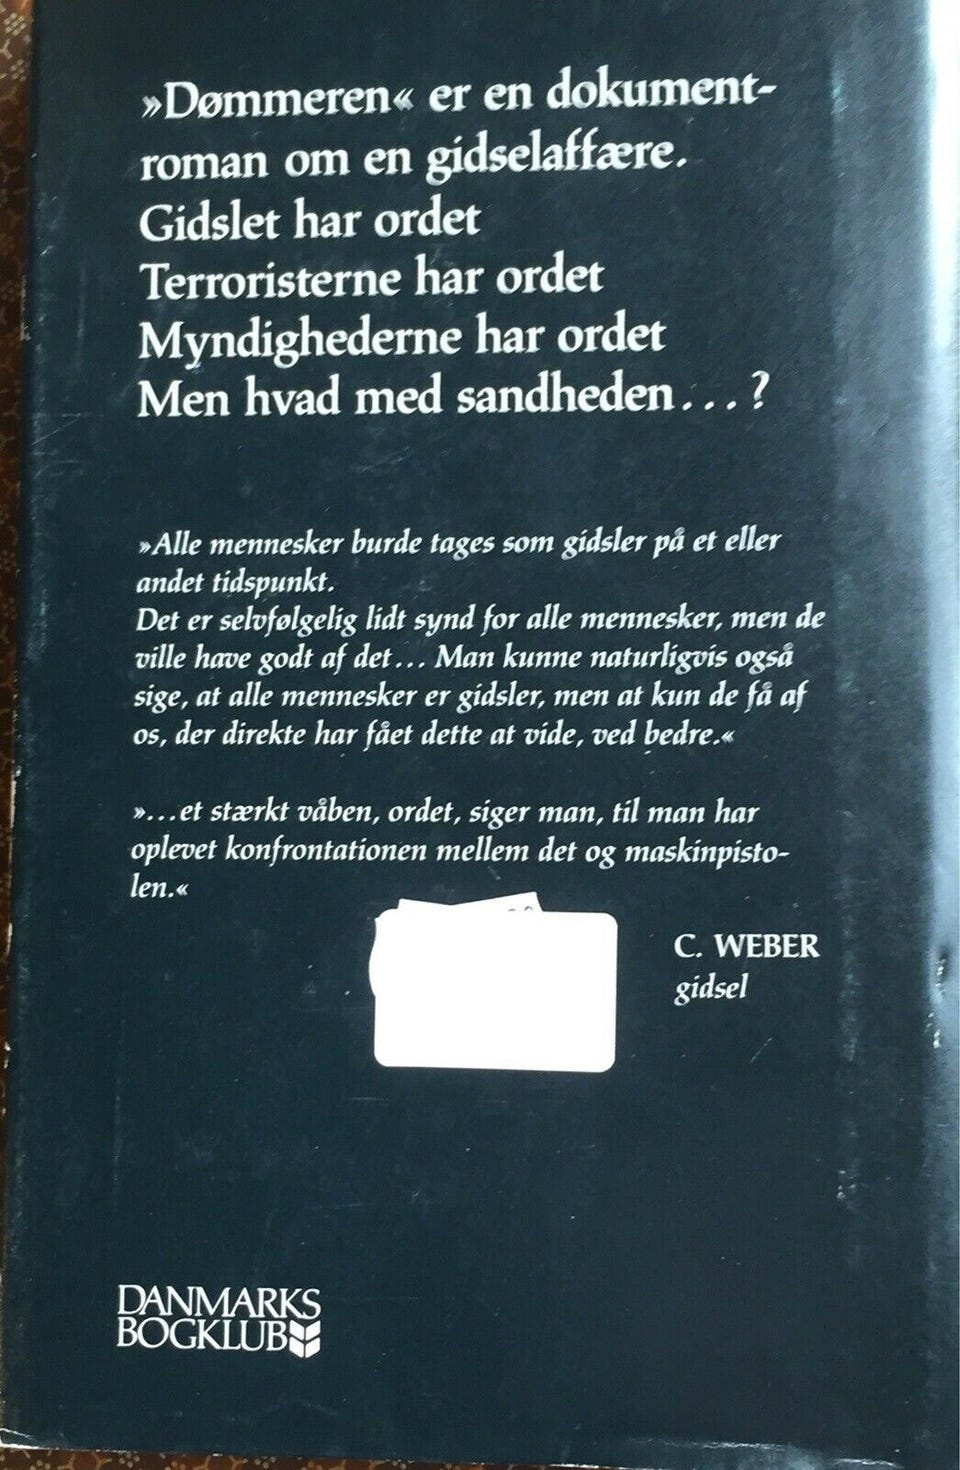 »Dømmeren« er en dokument-
roman om en gidselaffære.
Gidslet har ordet
Terroristerne har ordet
Myndighederne har ordet
Men hvad med sandheden...?
»Alle mennesker burde tages som gidsler på et eller
andet tidspunkt.
Det er selvfølgelig lidt synd for alle mennesker, men de
ville have godt af det... Man kunne naturligvis også
sige, at alle mennesker er gidsler, men at kun de få af
os, der direkte har fået dette at vide, ved bedre.«
»...et stærkt våben, ordet, siger man, til man har
oplevet konfrontationen mellem det og maskinpisto-
len.«
C. WEBER
gidsel
DANMARKS
BOGKLUB